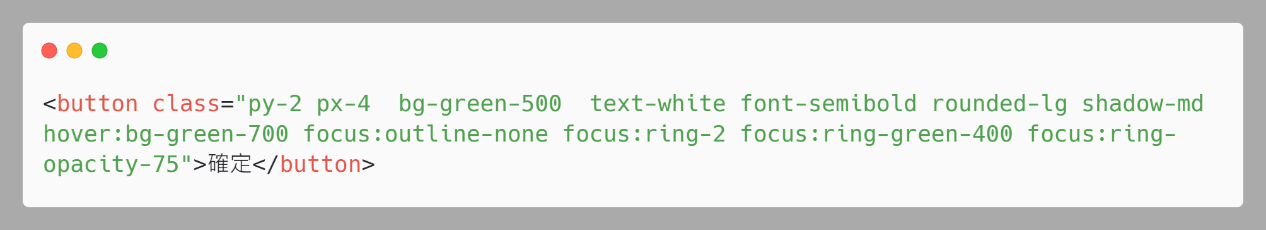 <button class="py-2 px-4  bg-green-500  text-white font-semibold rounded-lg shadow-md
hover:bg-green-700 focus:outline-none focus:ring-2 focus:ring-green-400 focus:ring-
opacity-75">確定</button>